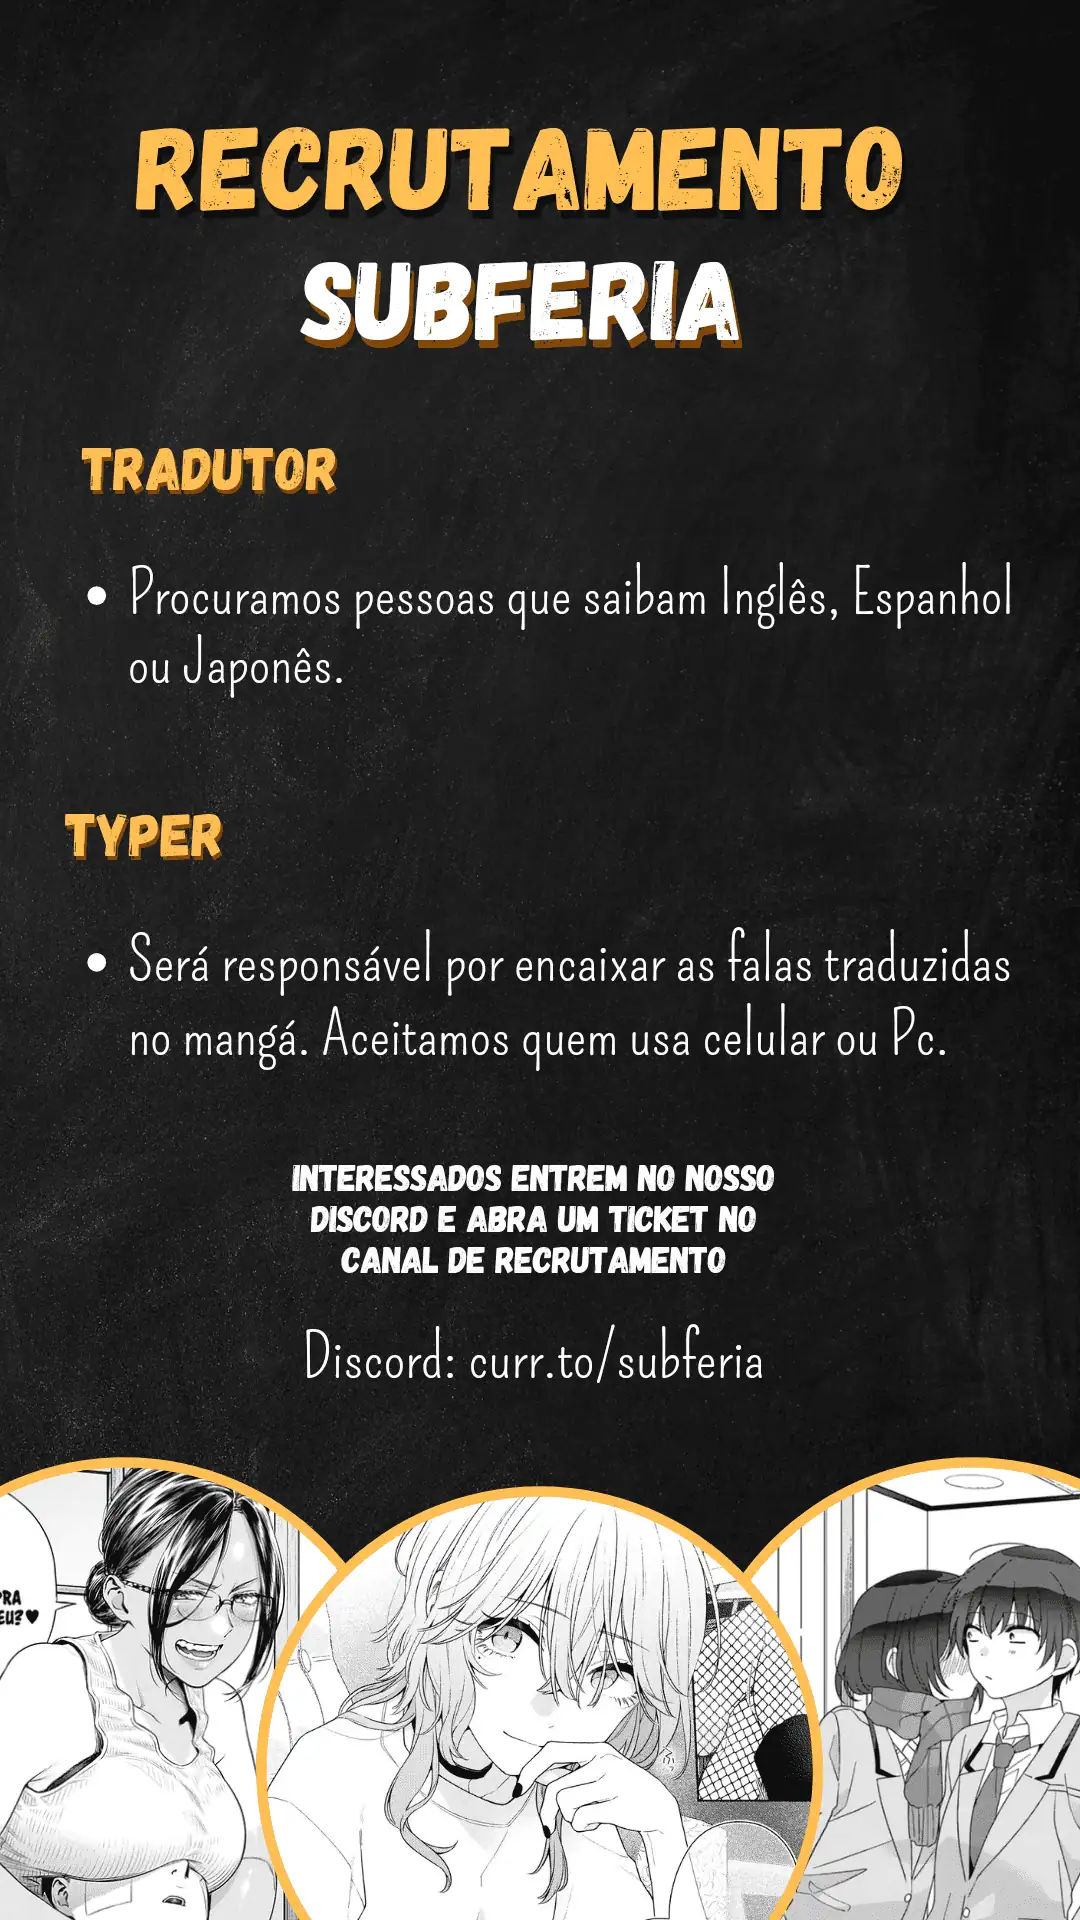 RECRUTAMENTO
SUBFERIA
TRADUTOR
• Procuramos pessoas que saibam Inglês, Espanhol
ou Japonês.
TYPER
• Será responsável por encaixar as falas traduzidas
no mangá. Aceitamos quem usa celular ou Pc.
INTERESSADOS ENTREM NO NOSSO
DISCORD E ABRA UM TICKET NO
CANAL DE RECRUTAMENTO
Discord: curr.to/subferia
EU?♥